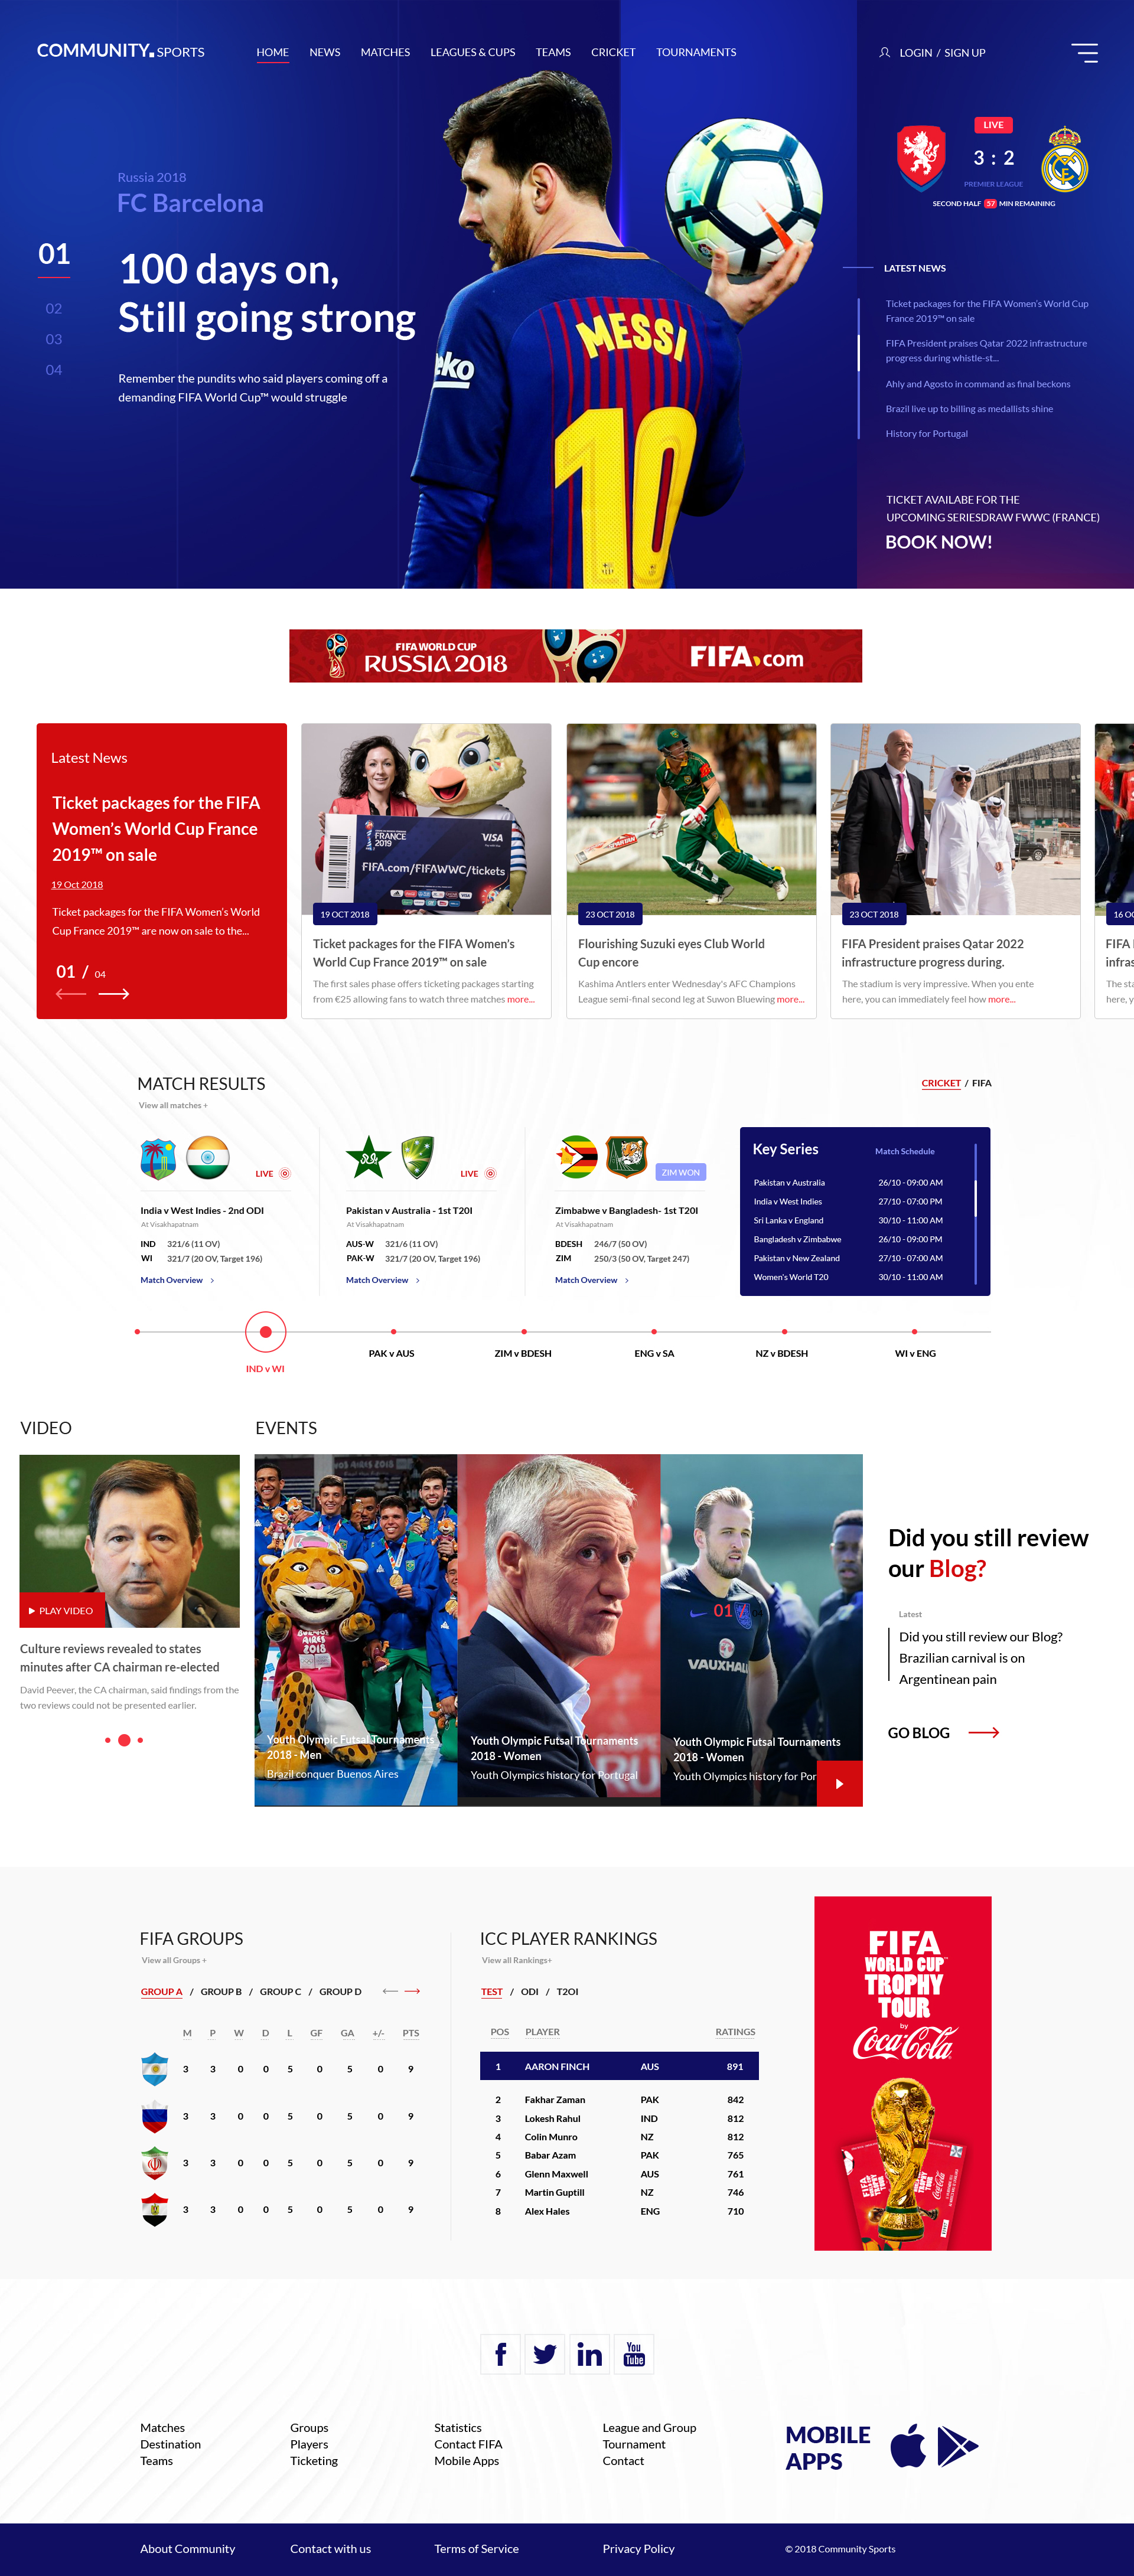 COMMUNITY.SPORTS
HOME NEWS MATCHES LEAGUES & CUPS TEAMS CRICKET TOURNAMENTS
LOGIN / SIGN UP
LIVE
3 : 2
PREMIER LEAGUE
SECOND HALF 57 MIN REMAINING
Russia 2018
FC Barcelona
01
02
03
04
100 days on,
Still going strong
Remember the pundits who said players coming off a
demanding FIFA World Cup™ would struggle
eko
MESSI
10
LATEST NEWS
Ticket packages for the FIFA Women's World Cup
France 2019™ on sale
FIFA President praises Qatar 2022 infrastructure
progress during whistle-st...
Ahly and Agosto in command as final beckons
Brazil live up to billing as medallists shine
History for Portugal
TICKET AVAILABE FOR THE
UPCOMING SERIESDRAW FWWC (FRANCE)
BOOK NOW!
FIFA WORLD CUP
RUSSIA 2018
FIFA.com
Latest News
Ticket packages for the FIFA
Women's World Cup France
2019™ on sale
19 Oct 2018
Ticket packages for the FIFA Women's World
Cup France 2019™ are now on sale to the...
01 / 04
FRANCE
2019
VISA
FIFA.com/FIFAWWC/tickets
19 OCT 2018
Ticket packages for the FIFA Women's
World Cup France 2019™ on sale
The first sales phase offers ticketing packages starting
from €25 allowing fans to watch three matches more...
SPARTAN
23 OCT 2018
Flourishing Suzuki eyes Club World
Cup encore
Kashima Antlers enter Wednesday's AFC Champions
League semi-final second leg at Suwon Bluewing more...
23 OCT 2018
FIFA President praises Qatar 2022
infrastructure progress during.
The stadium is very impressive. When you ente
here, you can immediately feel how more...
16 O
FIFA
infras
The sta
here, y
MATCH RESULTS
View all matches +
CRICKET / FIFA
LIVE
India v West Indies - 2nd ODI
At Visakhapatnam
IND 321/6 (11 OV)
WI 321/7 (20 OV, Target 196)
Match Overview >
LIVE
Pakistan v Australia - 1st T20I
At Visakhapatnam
AUS-W 321/6 (11 OV)
PAK-W 321/7 (20 OV, Target 196)
Match Overview >
ZIM WON
Zimbabwe v Bangladesh- 1st T20I
At Visakhapatnam
BDESH 246/7 (50 OV)
ZIM 250/3 (50 OV, Target 247)
Match Overview >
Key Series Match Schedule
Pakistan v Australia 26/10 - 09:00 AM
India v West Indies 27/10 - 07:00 PM
Sri Lanka v England 30/10 - 11:00 AM
Bangladesh v Zimbabwe 26/10 - 09:00 PM
Pakistan v New Zealand 27/10 - 07:00 AM
Women's World T20 30/10 - 11:00 AM
IND v WI
PAK v AUS
ZIM v BDESH
ENG v SA
NZ v BDESH
WI v ENG
VIDEO
PLAY VIDEO
Culture reviews revealed to states
minutes after CA chairman re-elected
David Peever, the CA chairman, said findings from the
two reviews could not be presented earlier.
EVENTS
BUENOS
AIRES
2018
Youth Olympic Futsal Tournaments
2018 - Men
Brazil conquer Buenos Aires
Youth Olympic Futsal Tournaments
2018 - Women
Youth Olympics history for Portugal
01 /
VAUXHALL
Youth Olympic Futsal Tournaments
2018 - Women
Youth Olympics history for Por
Did you still review
our Blog?
Latest
Did you still review our Blog?
Brazilian carnival is on
Argentinean pain
GO BLOG
FIFA GROUPS
View all Groups +
GROUP A / GROUP B / GROUP C / GROUP D
M P W D L GF GA +/- PTS
3 3 0 0 5 0 5 0 9
3 3 0 0 5 0 5 0 9
3 3 0 0 5 0 5 0 9
3 3 0 0 5 0 5 0 9
ICC PLAYER RANKINGS
View all Rankings+
TEST / ODI / T2OI
POS PLAYER RATINGS
1 AARON FINCH AUS 891
2 Fakhar Zaman PAK 842
3 Lokesh Rahul IND 812
4 Colin Munro NZ 812
5 Babar Azam PAK 765
6 Glenn Maxwell AUS 761
7 Martin Guptill NZ 746
8 Alex Hales ENG 710
FIFA
WORLD CUP™
TROPHY
TOUR
by
Coca-Cola
f in You Tube
Matches
Destination
Teams
Groups
Players
Ticketing
Statistics
Contact FIFA
Mobile Apps
League and Group
Tournament
Contact
MOBILE
APPS
About Community
Contact with us
Terms of Service
Privacy Policy
© 2018 Community Sports